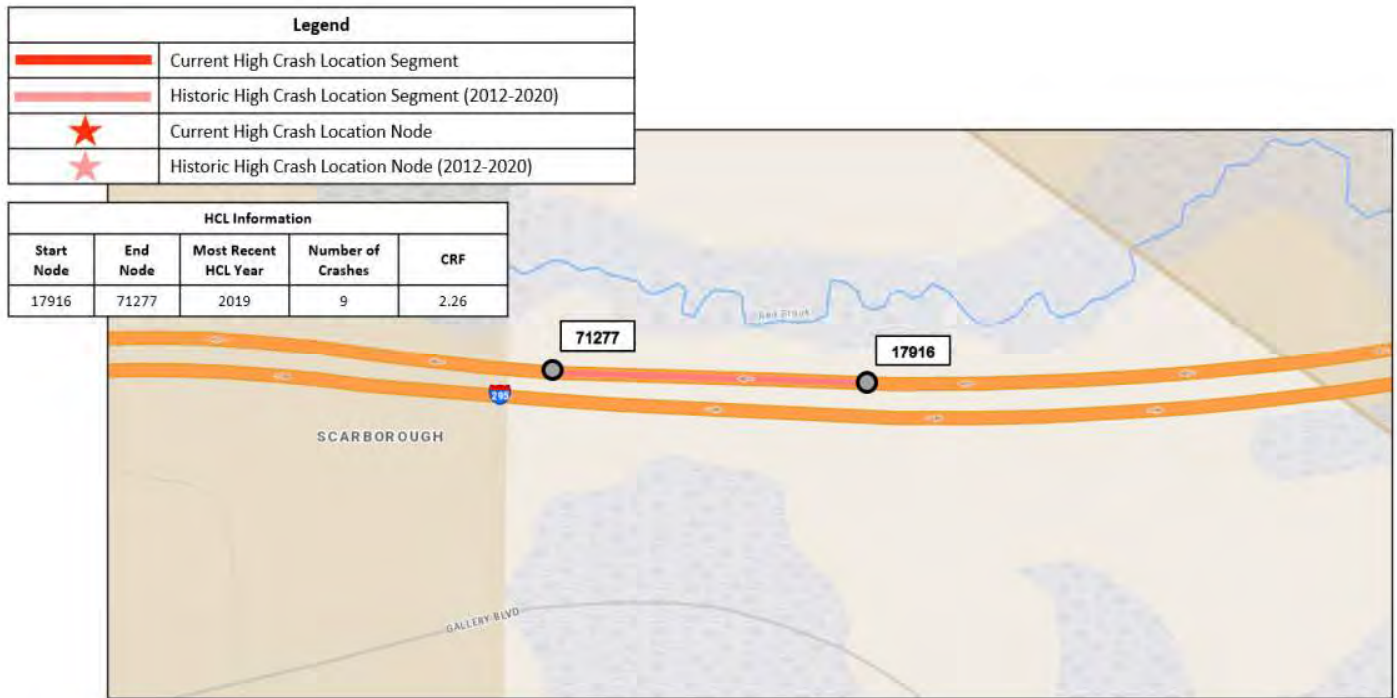 Legend
Current High Crash Location Segment
Historic High Crash Location Segment (2012-2020)
Current High Crash Location Node
Historic High Crash Location Node (2012-2020)
HCL Information
Start Node End Node Most Recent HCL Year Number of Crashes CRF
17916 71277 2019 9 2.26
Red Brook
71277
17916
295
SCARBOROUGH
GALLERY BLVD